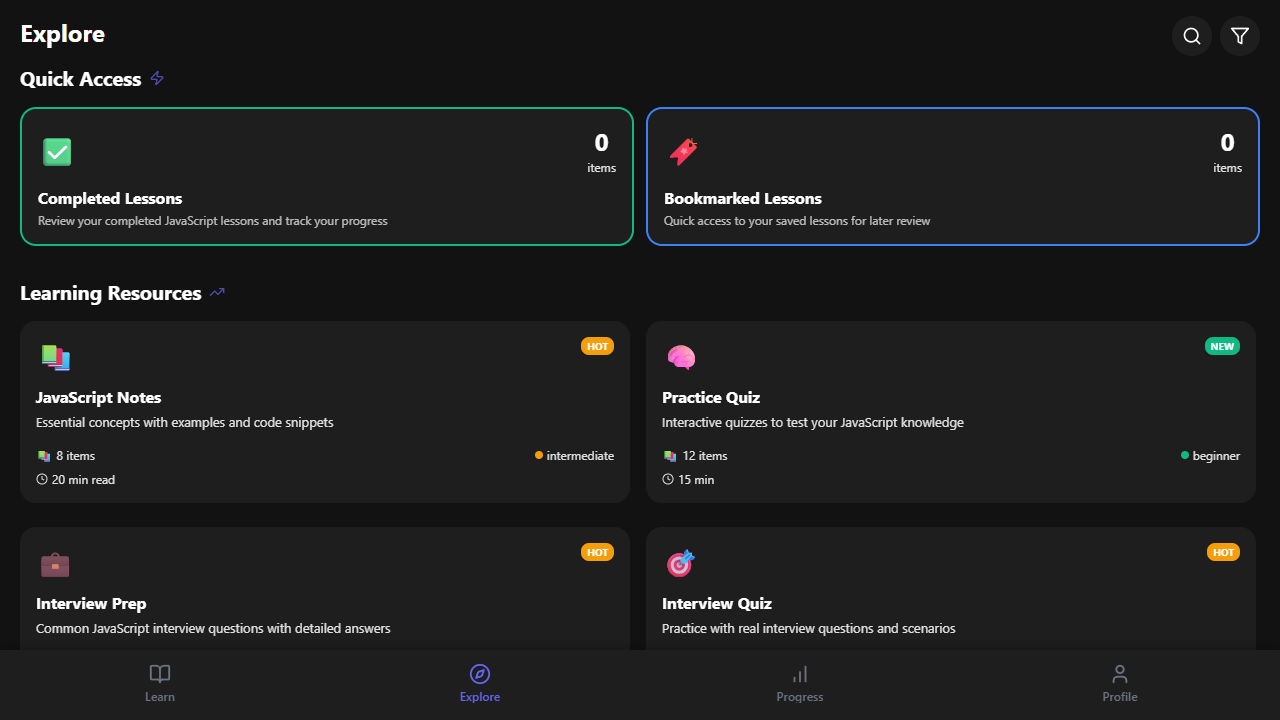 Explore
Quick Access
0
items
Completed Lessons
Review your completed JavaScript lessons and track your progress
0
items
Bookmarked Lessons
Quick access to your saved lessons for later review
Learning Resources
HOT
JavaScript Notes
Essential concepts with examples and code snippets
8 items
intermediate
20 min read
NEW
Practice Quiz
Interactive quizzes to test your JavaScript knowledge
12 items
beginner
15 min
HOT
Interview Prep
Common JavaScript interview questions with detailed answers
HOT
Interview Quiz
Practice with real interview questions and scenarios
Learn
Explore
Progress
Profile